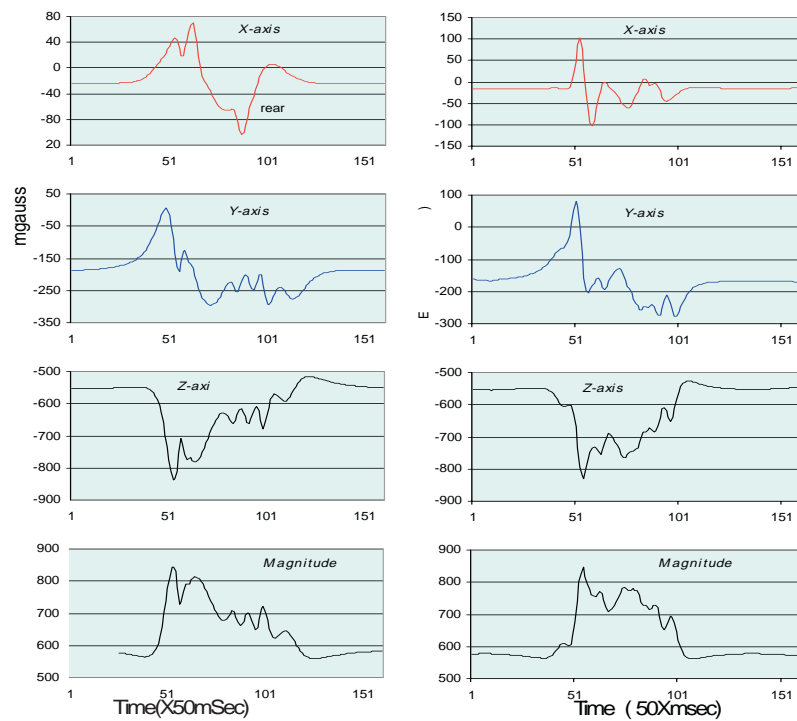 80
X-axis
40
0
-40
rear
-80
20
1 51 101 151
mgauss
50
Y-axis
-50
-150
-250
-350
1 51 101 151
-500
Z-axi
-600
-700
-800
-900
1 51 101 151
900
Magnitude
800
700
600
500
1 51 101 151
Time(X50mSec)
150
X-axis
100
50
0
-50
-100
-150
1 51 101 151
100
)
Y-axis
0
-100
-200
E
-300
1 51 101 151
-500
Z-axis
-600
-700
-800
-900
1 51 101 151
900
Magnitude
800
700
600
500
1 51 101 151
Time ( 50Xmsec)